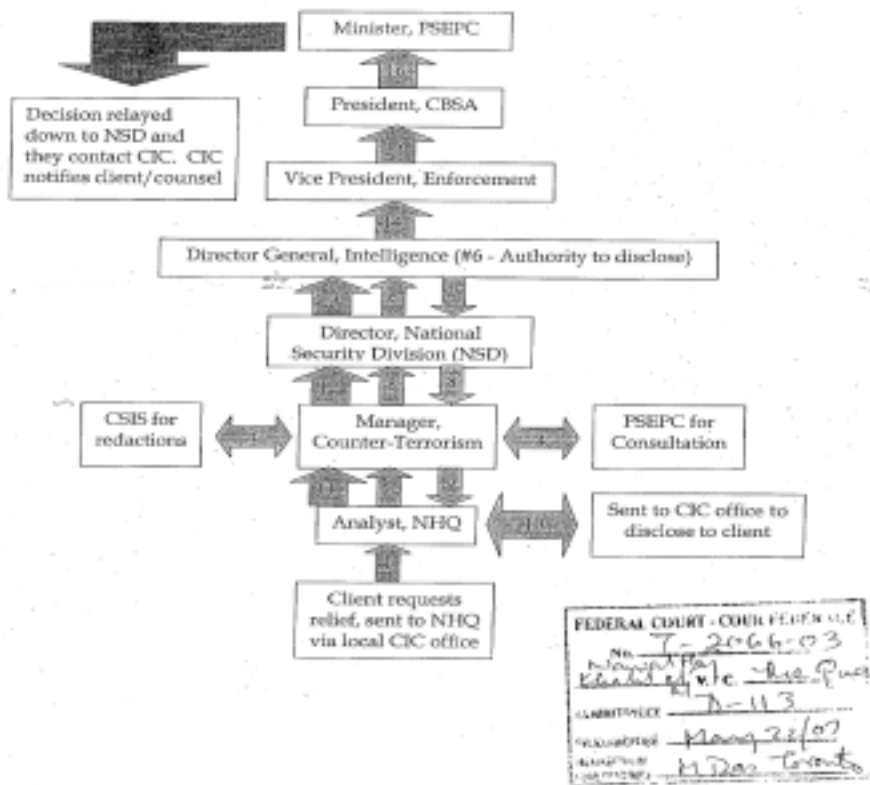 Minister, PSEPC
President, CBSA
Decision relayed
down to NSD and
they contact CIC. CIC
notifies client/counsel
Vice President, Enforcement
Director General, Intelligence (#6 - Authority to disclose)
Director, National
Security Division (NSD)
CSIS for
redactions
Manager,
Counter-Terrorism
PSEPC for
Consultation
Analyst, NHQ
Sent to CIC office to
disclose to client
Client requests
relief, sent to NHQ
via local CIC office
FEDERAL COURT - COUR
No. T-2066-03
v.
D-113
22/07
Toronto